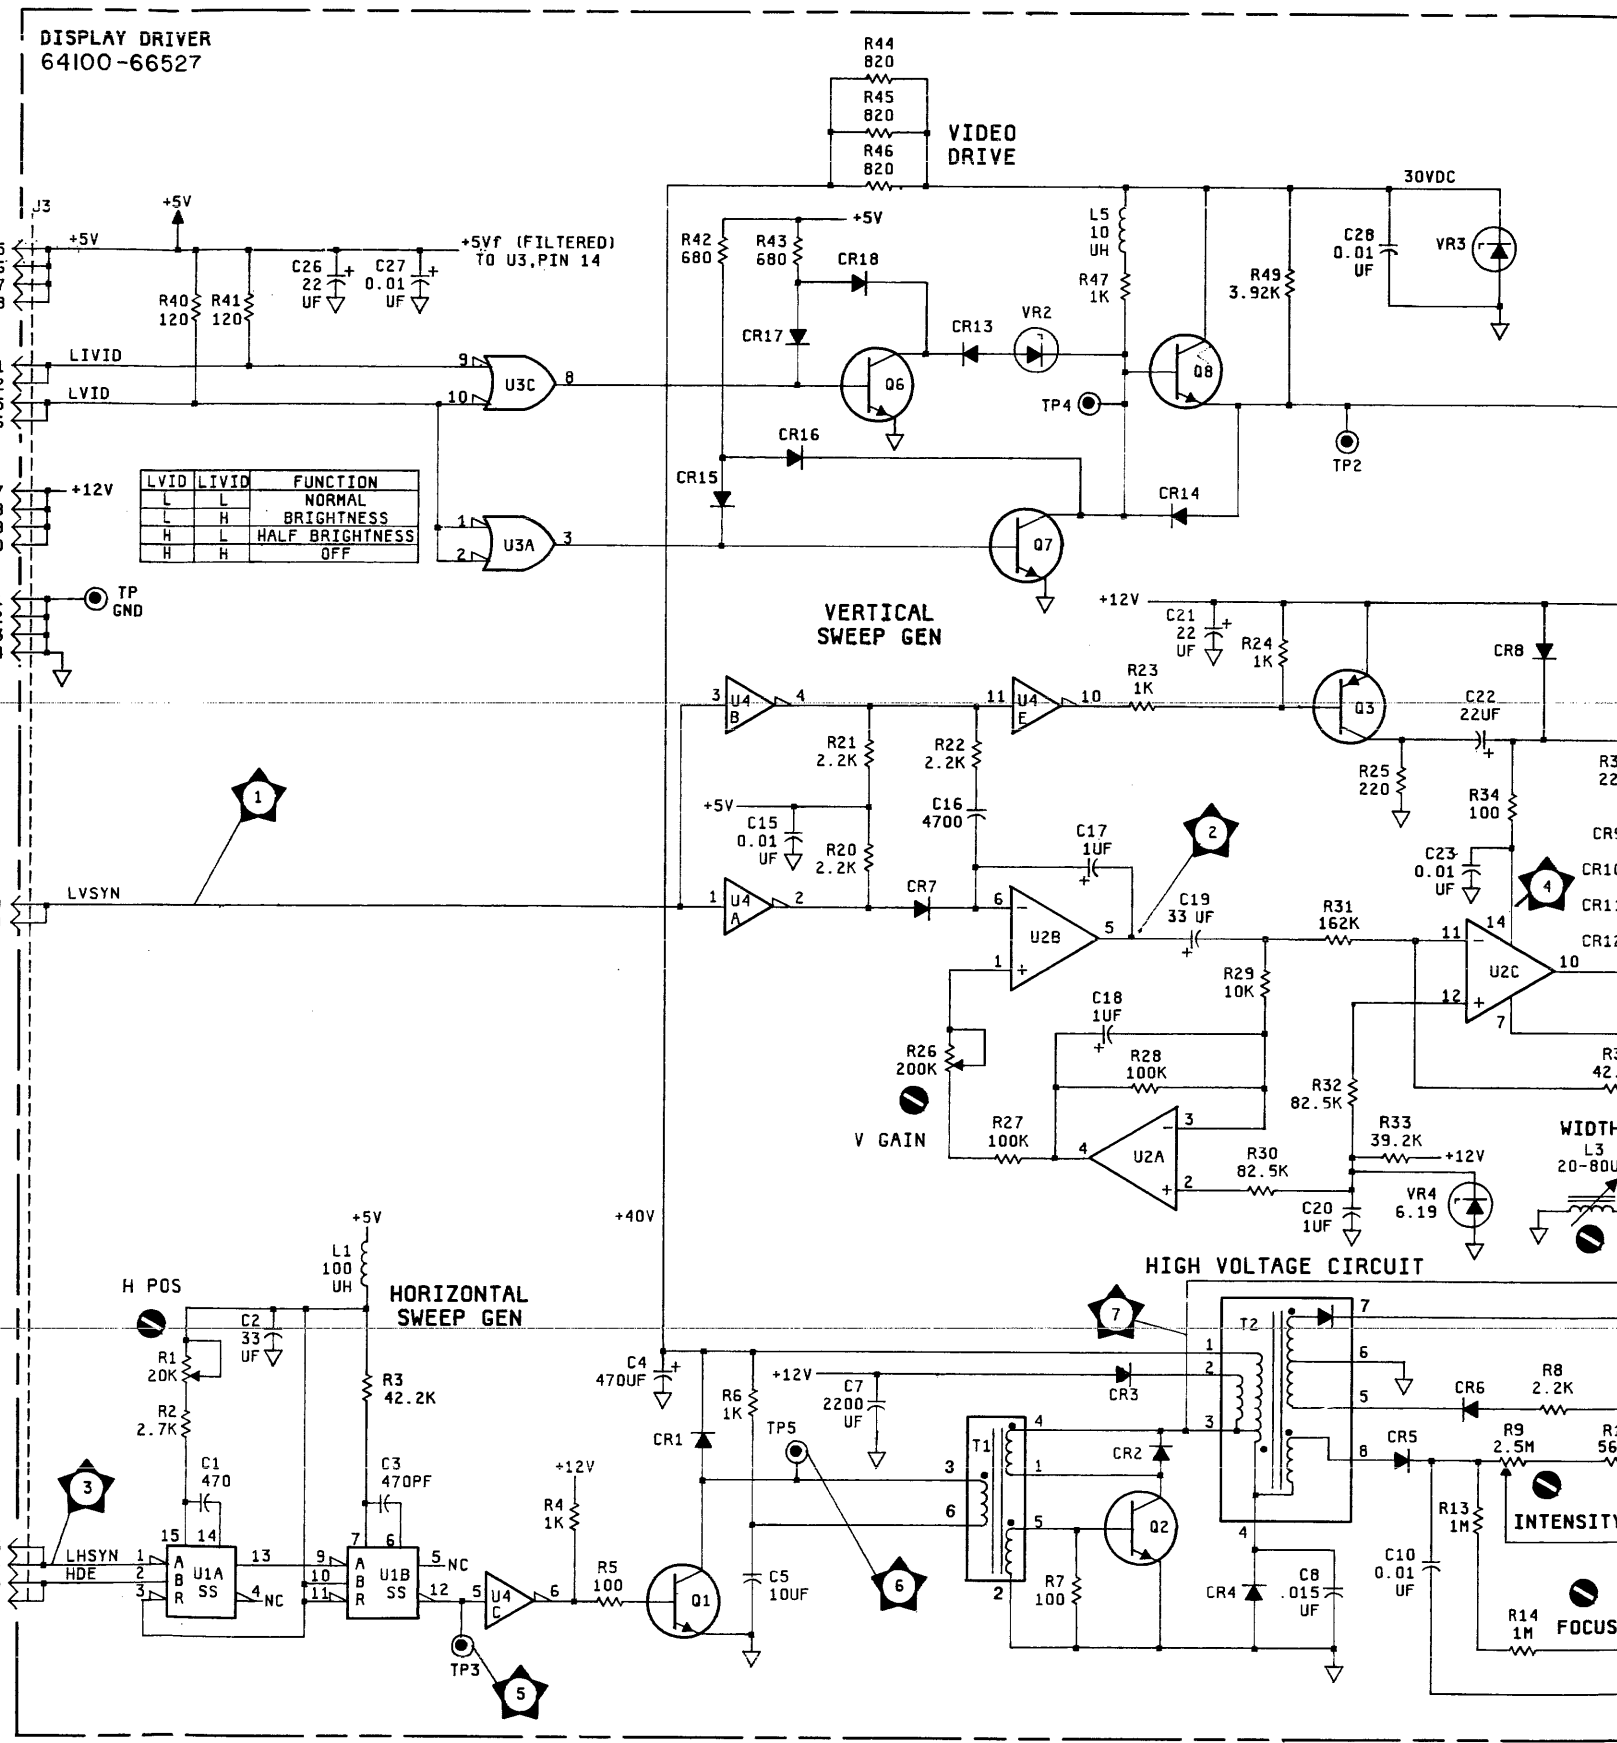 DISPLAY DRIVER
64100-66527
R44
820
R45
820
R46
820
VIDEO
DRIVE
30VDC
J3
+5V
+5V
+5Vf (FILTERED)
TO U3,PIN 14
C26
22
UF
C27
0.01
UF
R40
120
R41
120
R42
680
R43
680
+5V
CR18
CR17
CR13
VR2
L5
10
UH
R47
1K
R49
3.92K
C28
0.01
UF
VR3
LIVID
LVID
9
10
U3C
8
Q6
Q8
TP4
TP2
CR16
CR15
CR14
+12V
LVID LIVID FUNCTION
L L NORMAL
L H BRIGHTNESS
H L HALF BRIGHTNESS
H H OFF
1
2
U3A
3
Q7
TP
GND
VERTICAL
SWEEP GEN
+12V
C21
22
UF
R24
1K
CR8
R23
1K
3
U4
B
4
11
U4
E
10
Q3
C22
22UF
R21
2.2K
R22
2.2K
R25
220
R34
100
1
+5V
C15
0.01
UF
R20
2.2K
C16
4700
C17
1UF
2
C23
0.01
UF
4
LVSYN
1
U4
A
2
CR7
6
U2B
5
1
C19
33 UF
R31
162K
11
14
U2C
10
12
7
R29
10K
C18
1UF
R28
100K
R26
200K
V GAIN
R27
100K
4
U2A
3
2
R30
82.5K
R32
82.5K
R33
39.2K
+12V
VR4
6.19
C20
1UF
WIDTH
L3
+40V
HIGH VOLTAGE CIRCUIT
+5V
L1
100
UH
H POS
HORIZONTAL
SWEEP GEN
C2
33
UF
R1
20K
R2
2.7K
R3
42.2K
C1
470
C3
470PF
3
15
14
LHSYN
HDE
1
2
3
A
B
R
U1A
SS
13
4
NC
9
10
11
7
6
A
B
R
U1B
SS
5
NC
12
+12V
R4
1K
R5
100
5
U4
C
6
TP3
5
Q1
C4
470UF
CR1
R6
1K
C5
10UF
TP5
6
+12V
C7
2200
UF
CR3
7
T1
3
6
4
1
5
2
CR2
Q2
R7
100
T2
1
2
3
4
7
6
5
8
CR4
C8
.015
UF
CR6
R8
2.2K
CR5
R9
2.5M
R13
1M
INTENSITY
C10
0.01
UF
R14
1M
FOCUS